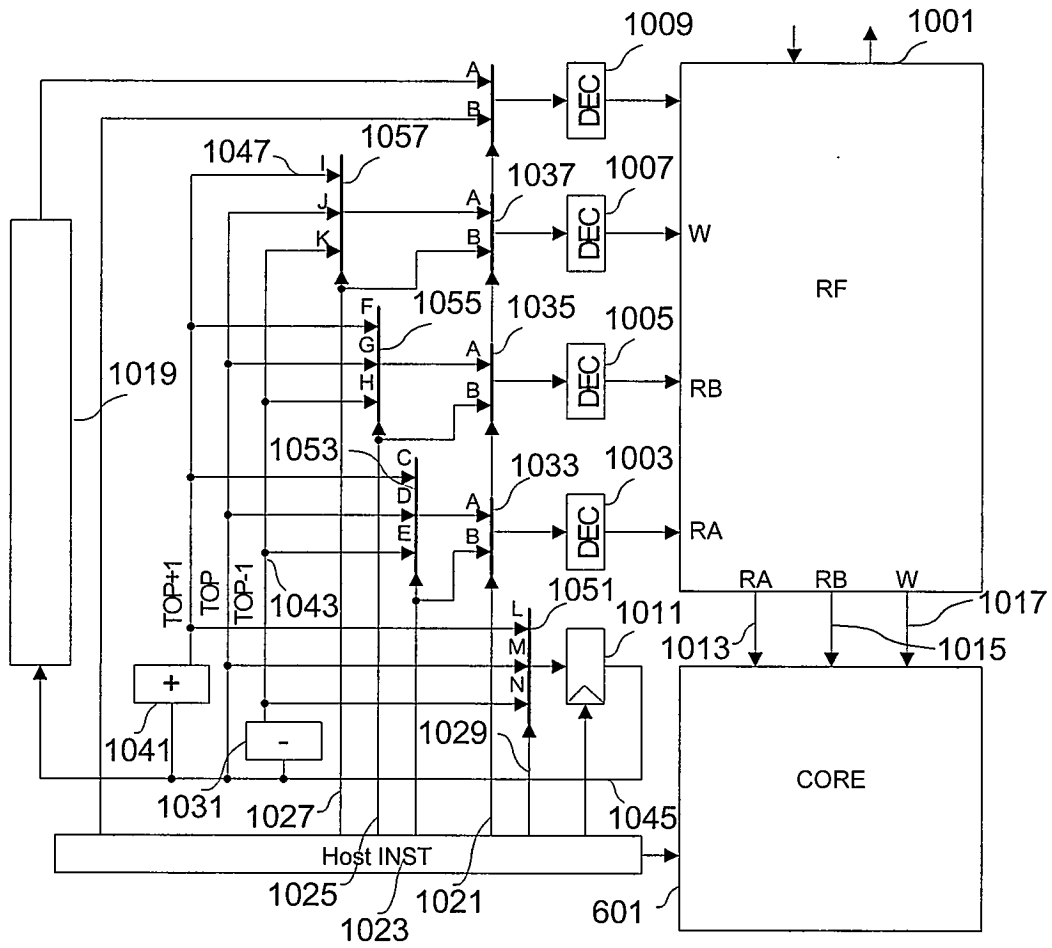 1009
1001
A
DEC
B
1057
1047
I
1037
1007
J
A
DEC
W
K
B
RF
1055
F
1035
1005
G
A
DEC
1019
H
B
RB
1053
C
1033
1003
D
A
DEC
E
B
RA
TOP+1
TOP
TOP-1
1043
RA
RB
W
L
1051
1011
1017
1013
1015
M
+
N
1029
1041
-
CORE
1031
1027
1045
Host INST
1025
1023
1021
601